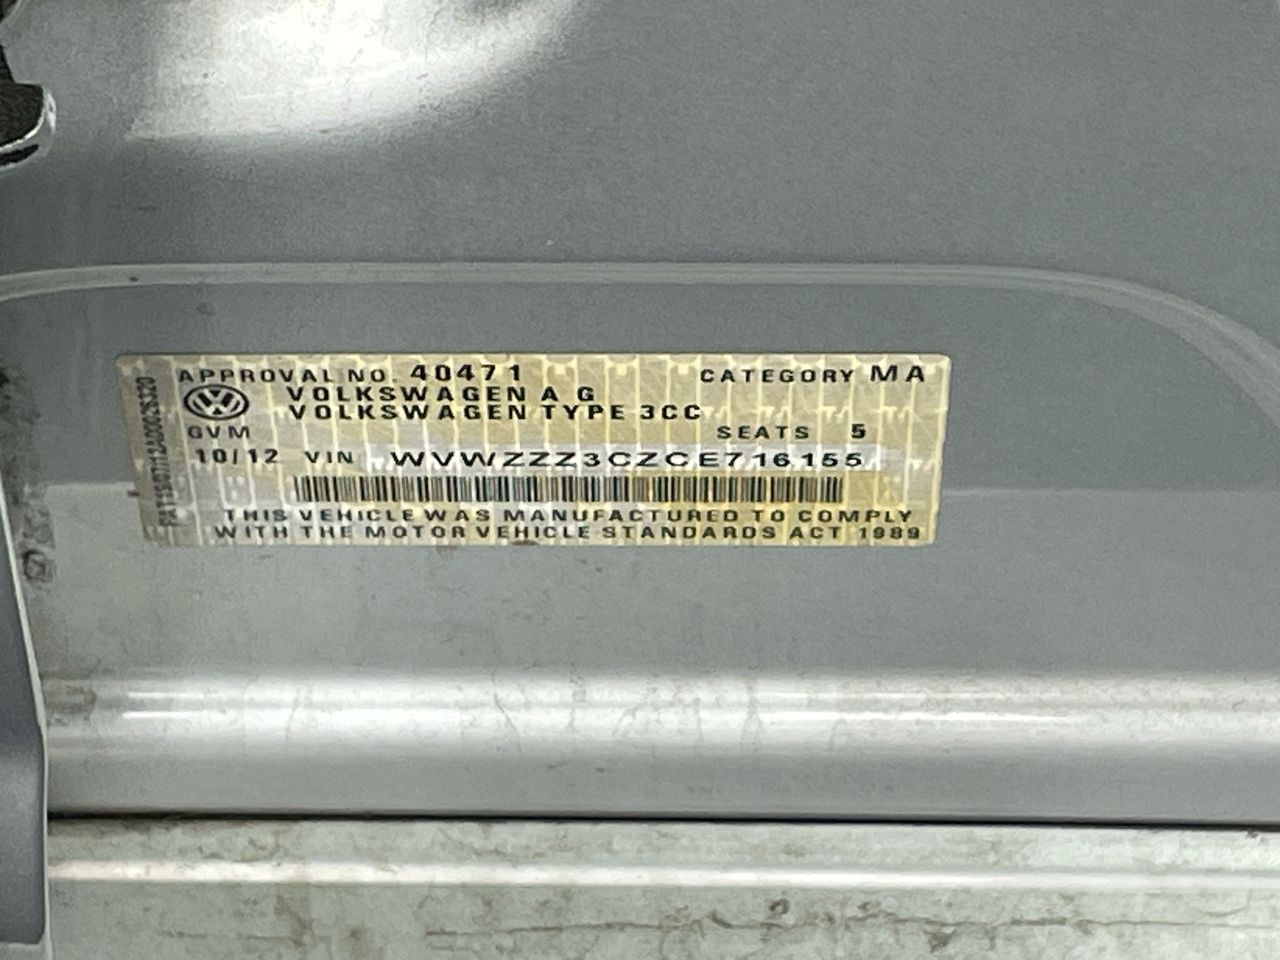 APPROVAL NO. 40471 CATEGORY MA
VOLKSWAGEN AG
VOLKSWAGEN TYPE 3CC
GVM SEATS 5
10/12 VIN WVWZZZ3CZCE716155
THIS VEHICLE WAS MANUFACTURED TO COMPLY
WITH THE MOTOR VEHICLE STANDARDS ACT 1989